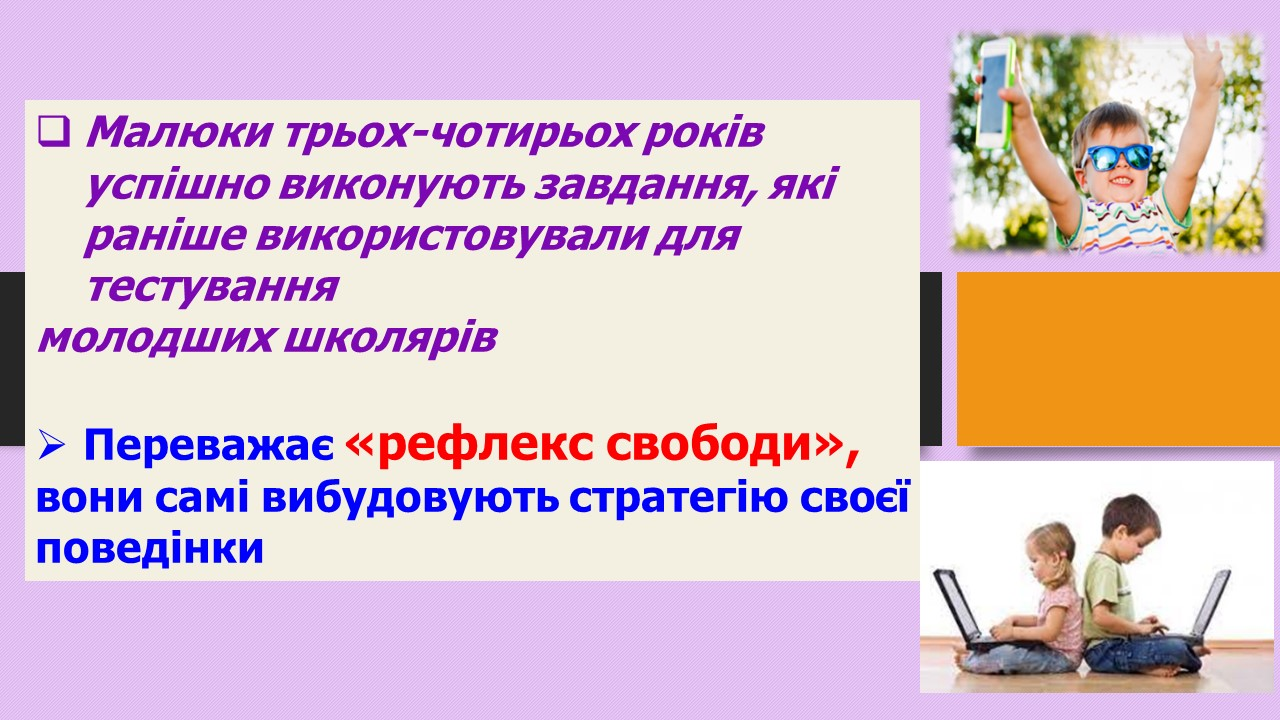 Малюки трьох-чотирьох років
успішно виконують завдання, які
раніше використовували для
тестування
молодших школярів
Переважає «рефлекс свободи»,
вони самі вибудовують стратегію своєї
поведінки